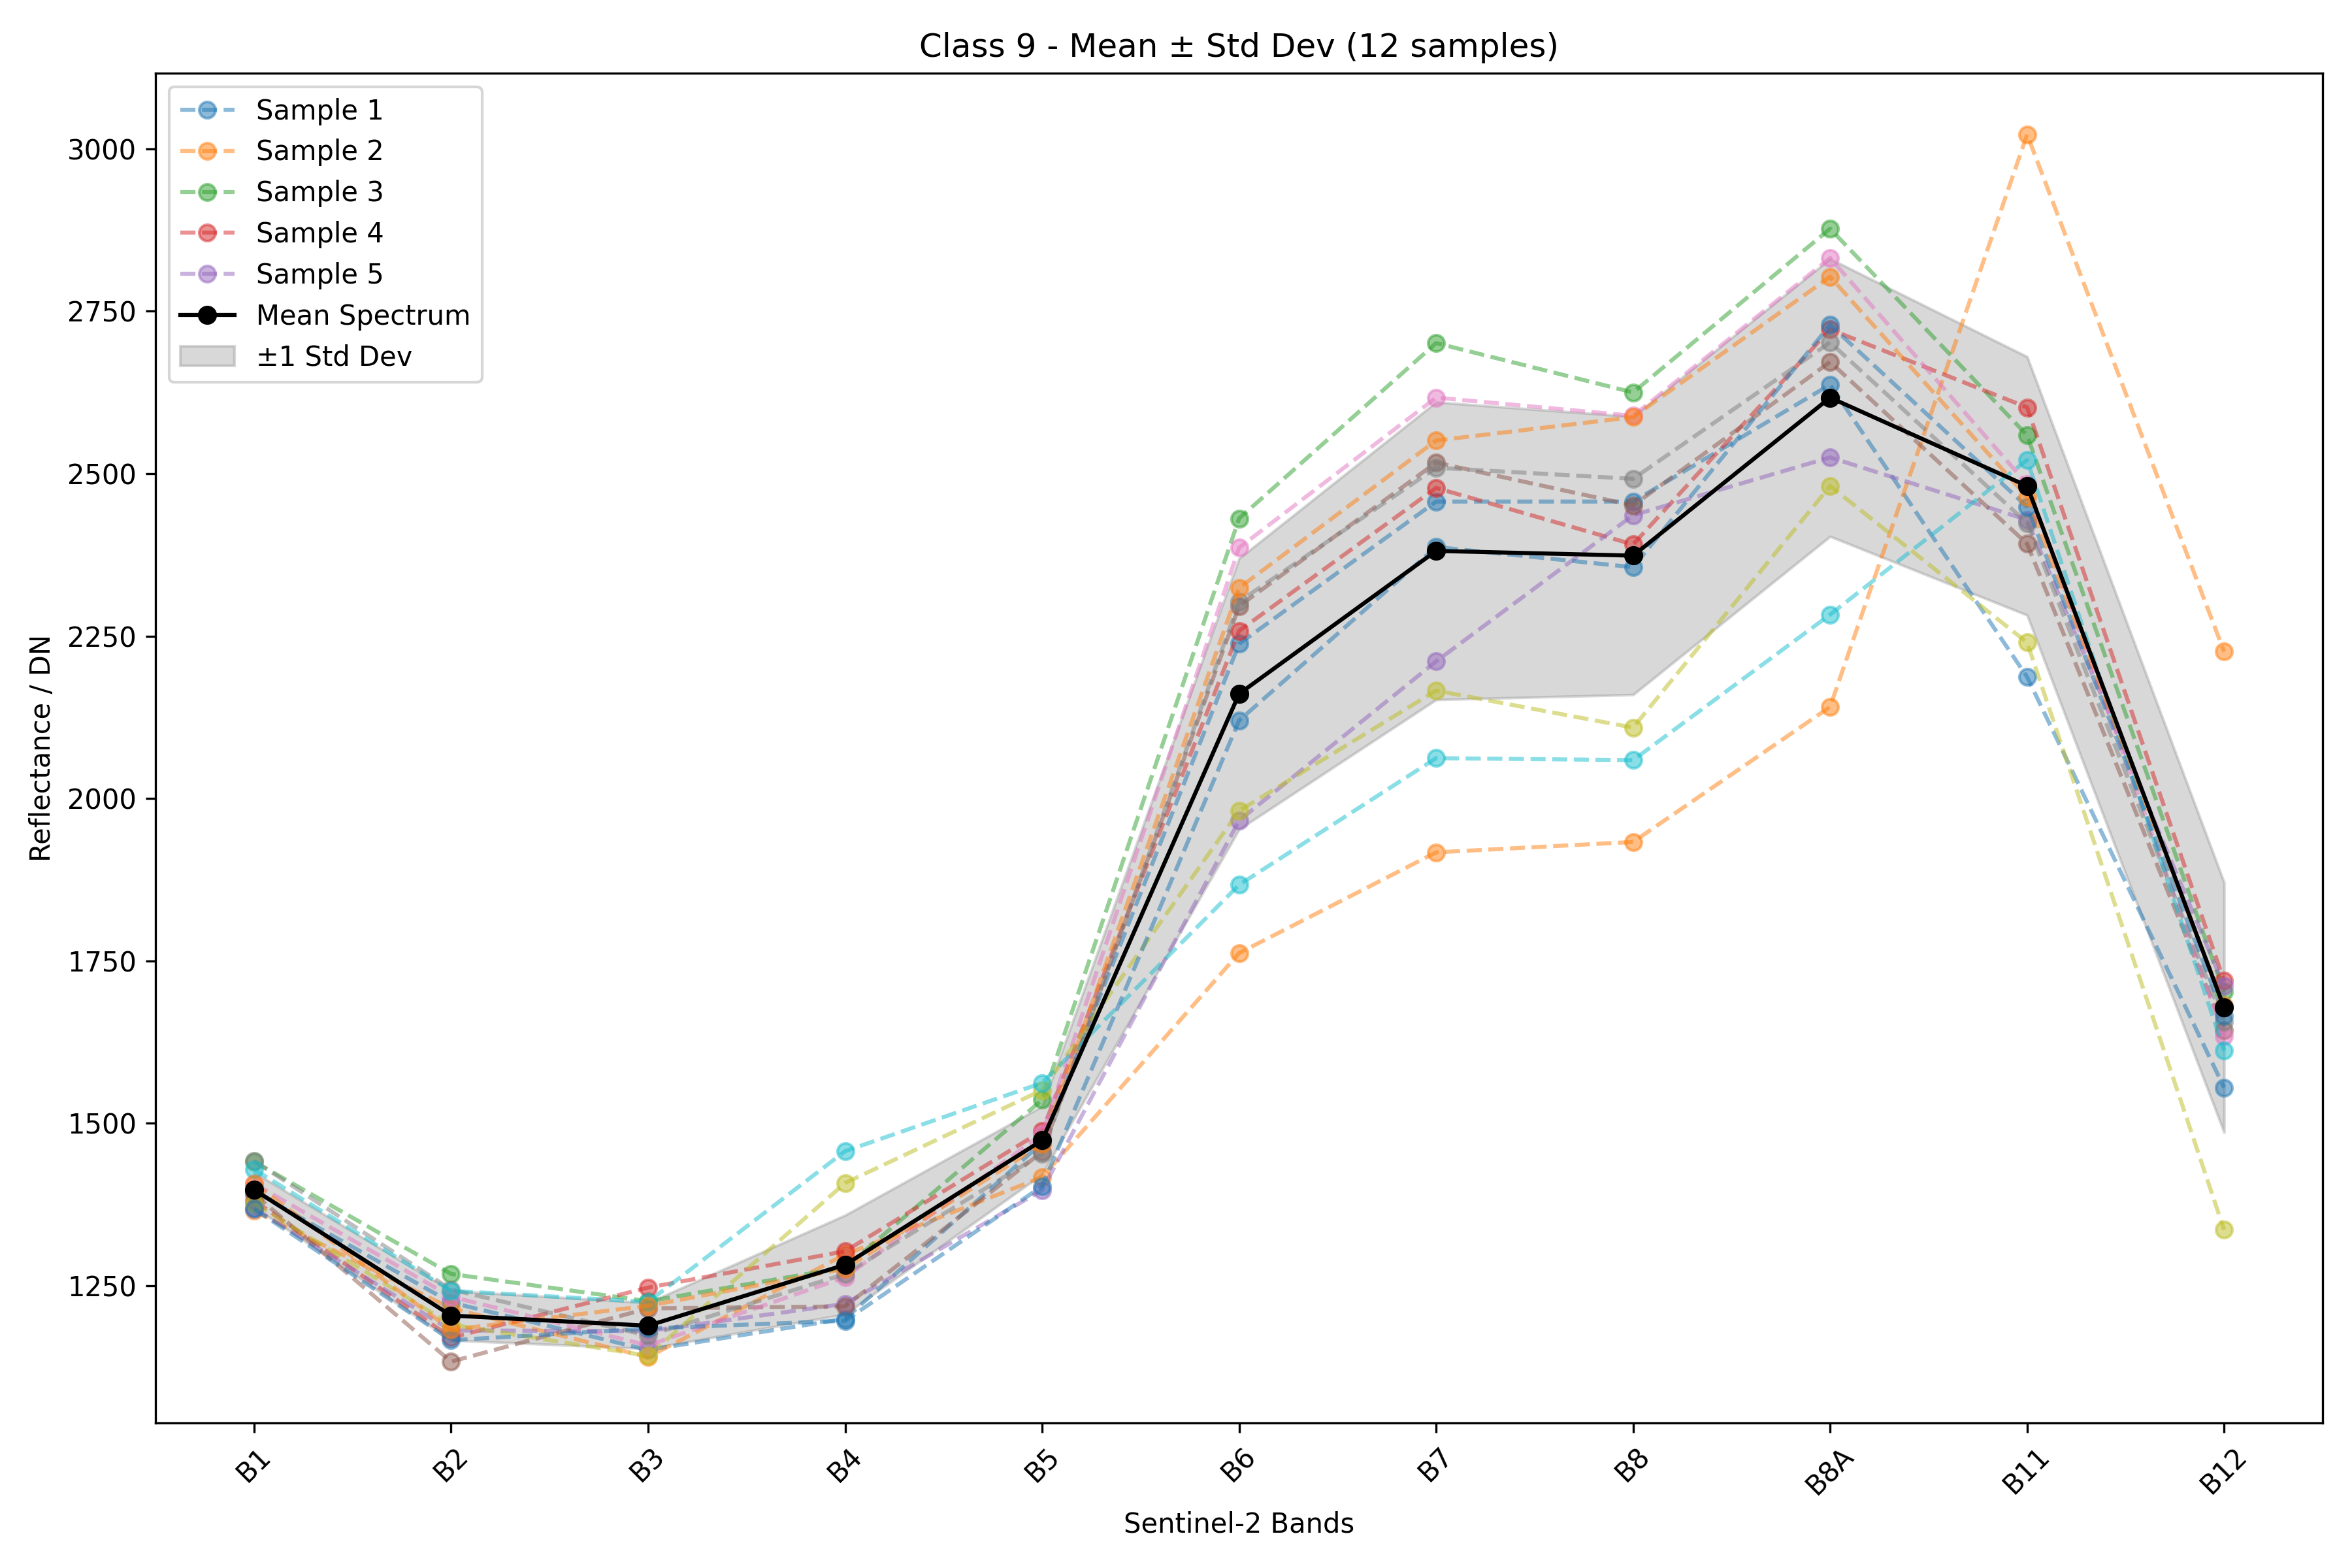 Class 9 - Mean ± Std Dev (12 samples)
Sample 1
Sample 2
Sample 3
Sample 4
Sample 5
Mean Spectrum
±1 Std Dev
Reflectance / DN
3000
2750
2500
2250
2000
1750
1500
1250
B1
B2
B3
B4
B5
B6
B7
B8
B8A
B11
B12
Sentinel-2 Bands